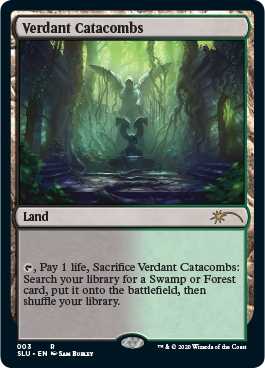 Verdant Catacombs
Land
, Pay 1 life, Sacrifice Verdant Catacombs:
Search your library for a Swamp or Forest
card, put it onto the battlefield, then
shuffle your library.
003 R
SLU • EN Sam Burley
™ & © 2020 Wizards of the Coast